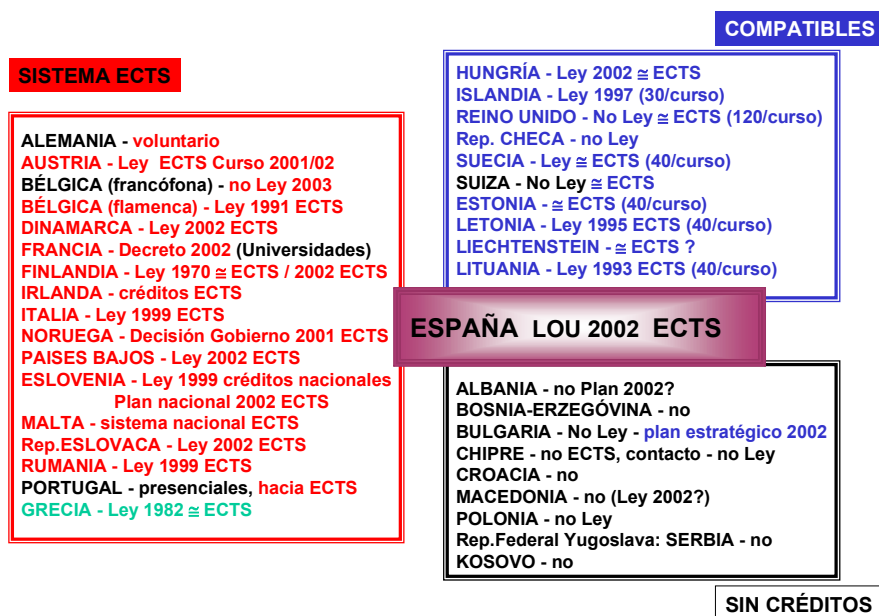 COMPATIBLES
SISTEMA ECTS
ALEMANIA - voluntario
AUSTRIA - Ley  ECTS Curso 2001/02
BÉLGICA (francófona) - no Ley 2003
BÉLGICA (flamenca) - Ley 1991 ECTS
DINAMARCA - Ley 2002 ECTS
FRANCIA - Decreto 2002 (Universidades)
FINLANDIA - Ley 1970 ≅ ECTS / 2002 ECTS
IRLANDA - créditos ECTS
ITALIA - Ley 1999 ECTS
NORUEGA - Decisión Gobierno 2001 ECTS
PAISES BAJOS - Ley 2002 ECTS
ESLOVENIA - Ley 1999 créditos nacionales
Plan nacional 2002 ECTS
MALTA - sistema nacional ECTS
Rep.ESLOVACA - Ley 2002 ECTS
RUMANIA - Ley 1999 ECTS
PORTUGAL - presenciales, hacia ECTS
GRECIA - Ley 1982 ≅ ECTS
HUNGRÍA - Ley 2002 ≅ ECTS
ISLANDIA - Ley 1997 (30/curso)
REINO UNIDO - No Ley ≅ ECTS (120/curso)
Rep. CHECA - no Ley
SUECIA - Ley ≅ ECTS (40/curso)
SUIZA - No Ley ≅ ECTS
ESTONIA - ≅ ECTS (40/curso)
LETONIA - Ley 1995 ECTS (40/curso)
LIECHTENSTEIN - ≅ ECTS ?
LITUANIA - Ley 1993 ECTS (40/curso)
ESPAÑA LOU 2002 ECTS
ALBANIA - no Plan 2002?
BOSNIA-ERZEGÓVINA - no
BULGARIA - No Ley - plan estratégico 2002
CHIPRE - no ECTS, contacto - no Ley
CROACIA - no
MACEDONIA - no (Ley 2002?)
POLONIA - no Ley
Rep.Federal Yugoslava: SERBIA - no
KOSOVO - no
SIN CRÉDITOS